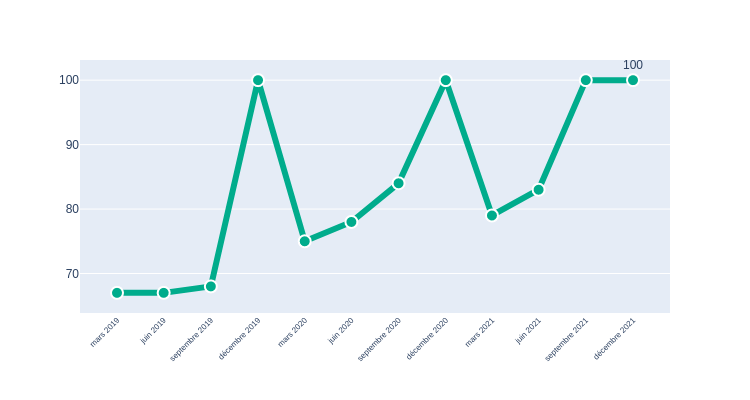 100
100
90
80
70
mars 2019
juin 2019
septembre 2019
décembre 2019
mars 2020
juin 2020
septembre 2020
décembre 2020
mars 2021
juin 2021
septembre 2021
décembre 2021